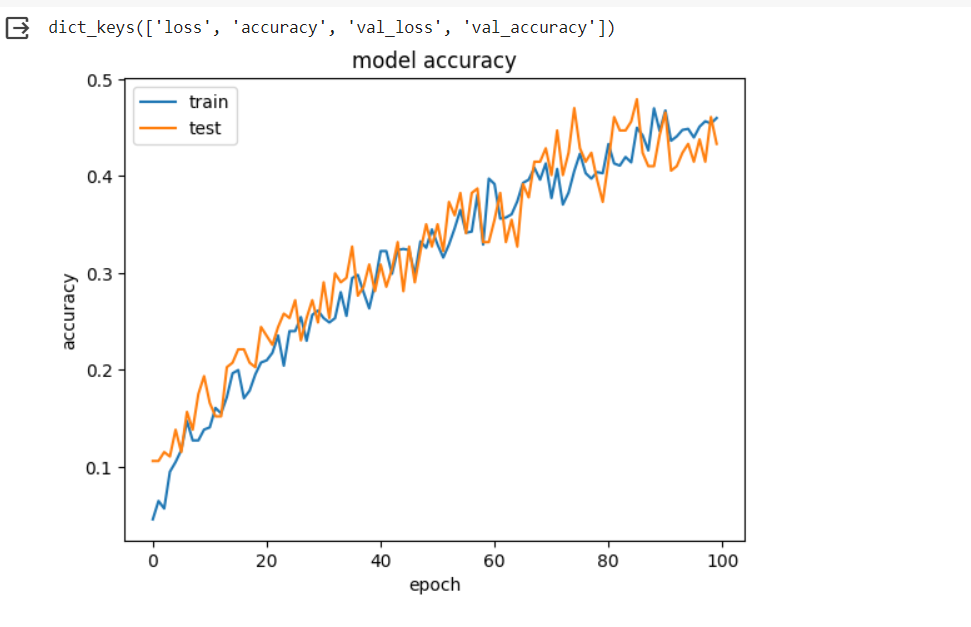 dict_keys(['loss', 'accuracy', 'val_loss', 'val_accuracy'])
model accuracy
train
test
0.5
0.4
0.3
0.2
0.1
accuracy
0 20 40 60 80 100
epoch